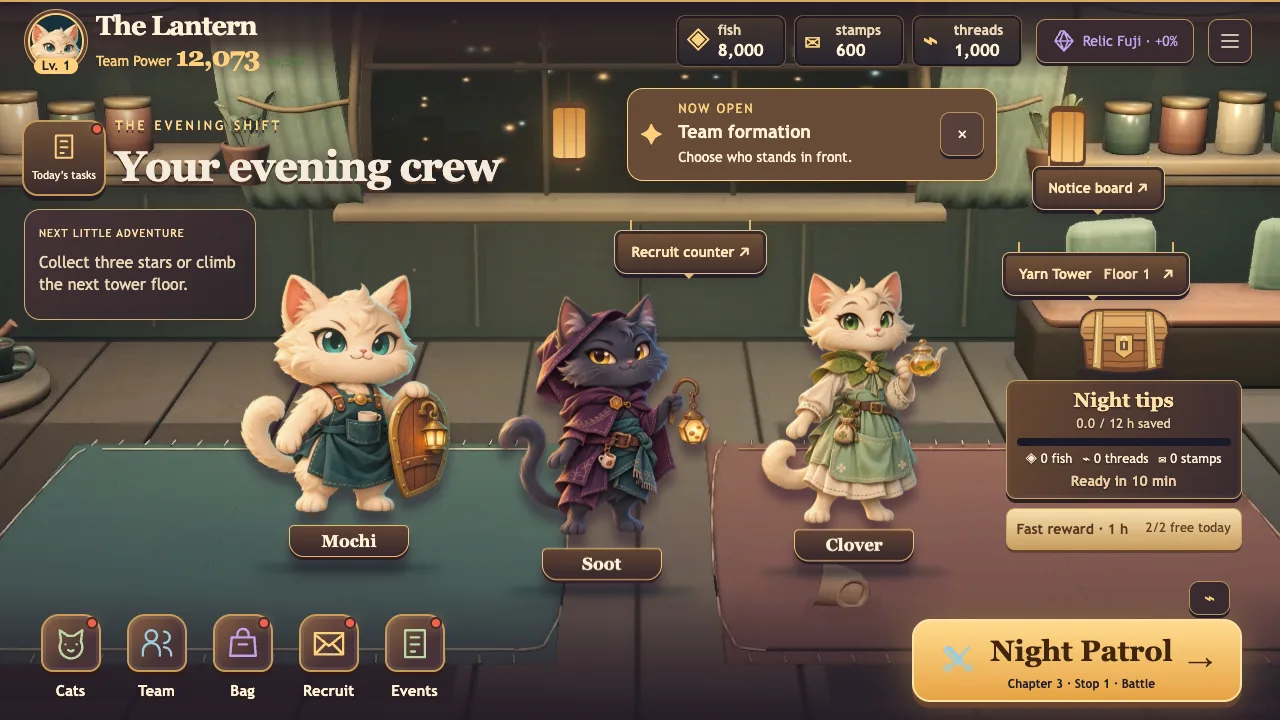 The Lantern
Team Power 12,073
Lv. 1
fish
8,000
stamps
600
threads
1,000
Relic Fuji · +0%
NOW OPEN
Team formation
Choose who stands in front.
×
Today's tasks
THE EVENING SHIFT
Your evening crew
NEXT LITTLE ADVENTURE
Collect three stars or climb
the next tower floor.
Notice board ↗
Recruit counter ↗
Yarn Tower Floor 1 ↗
Night tips
0.0 / 12 h saved
0 fish 0 threads 0 stamps
Ready in 10 min
Fast reward · 1 h 2/2 free today
Mochi
Soot
Clover
Cats
Team
Bag
Recruit
Events
Night Patrol →
Chapter 3 · Stop 1 · Battle